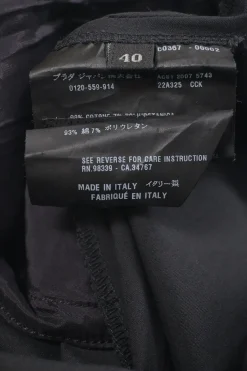 40
プラダ ジャパン株式会社
0120-559-914
22A325 CCK
93% 綿 7% ポリウレタン
SEE REVERSE FOR CARE INSTRUCTION
RN.98339 - CA.34767
MADE IN ITALY イタリー製
FABRIQUÉ EN ITALY